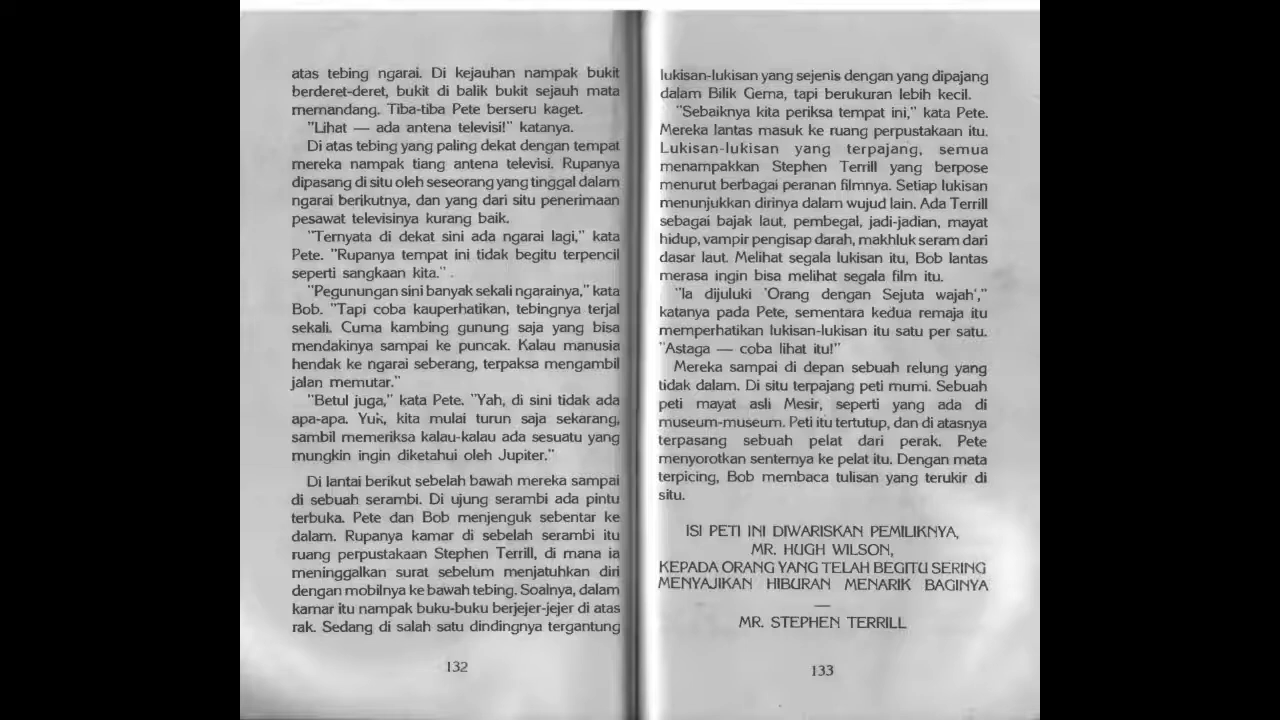 atas tebing ngarai. Di kejauhan nampak bukit
berderet-deret, bukit di balik bukit sejauh mata
memandang. Tiba-tiba Pete berseru kaget.
"Lihat — ada antena televisi!" katanya.
Di atas tebing yang paling dekat dengan tempat
mereka nampak tiang antena televisi. Rupanya
dipasang di situ oleh seseorang yang tinggal dalam
ngarai berikutnya, dan yang dari situ penerimaan
pesawat televisinya kurang baik.
"Ternyata di dekat sini ada ngarai lagi," kata
Pete. "Rupanya tempat ini tidak begitu terpencil
seperti sangkaan kita."
"Pegunungan sini banyak sekali ngarainya," kata
Bob. "Tapi coba kauperhatikan, tebingnya terjal
sekali. Cuma kambing gunung saja yang bisa
mendakinya sampai ke puncak. Kalau manusia
hendak ke ngarai seberang, terpaksa mengambil
jalan memutar."
"Betul juga," kata Pete. "Yah, di sini tidak ada
apa-apa. Yuk, kita mulai turun saja sekarang,
sambil memeriksa kalau-kalau ada sesuatu yang
mungkin ingin diketahui oleh Jupiter."
Di lantai berikut sebelah bawah mereka sampai
di sebuah serambi. Di ujung serambi ada pintu
terbuka. Pete dan Bob menjenguk sebentar ke
dalam. Rupanya kamar di sebelah serambi itu
ruang perpustakaan Stephen Terrill, di mana ia
meninggalkan surat sebelum menjatuhkan diri
dengan mobilnya ke bawah tebing. Soalnya, dalam
kamar itu nampak buku-buku berjejer-jejer di atas
rak. Sedang di salah satu dindingnya tergantung
132
lukisan-lukisan yang sejenis dengan yang dipajang
dalam Bilik Gema, tapi berukuran lebih kecil.
"Sebaiknya kita periksa tempat ini," kata Pete.
Mereka lantas masuk ke ruang perpustakaan itu.
Lukisan-lukisan yang terpajang, semua
menampakkan Stephen Terrill yang berpose
menurut berbagai peranan filmnya. Setiap lukisan
menunjukkan dirinya dalam wujud lain. Ada Terrill
sebagai bajak laut, pembegal, jadi-jadian, mayat
hidup, vampir pengisap darah, makhluk seram dari
dasar laut. Melihat segala lukisan itu, Bob lantas
merasa ingin bisa melihat segala film itu.
"Ia dijuluki 'Orang dengan Sejuta wajah',"
katanya pada Pete, sementara kedua remaja itu
memperhatikan lukisan-lukisan itu satu per satu.
"Astaga — coba lihat itu!"
Mereka sampai di depan sebuah relung yang
tidak dalam. Di situ terpajang peti mumi. Sebuah
peti mayat asli Mesir, seperti yang ada di
museum-museum. Peti itu tertutup, dan di atasnya
terpasang sebuah pelat dari perak. Pete
menyorotkan senternya ke pelat itu. Dengan mata
terpicing, Bob membaca tulisan yang terukir di
situ.
ISI PETI INI DIWARISKAN PEMILIKNYA,
MR. HUGH WILSON,
KEPADA ORANG YANG TELAH BEGITU SERING
MENYAJIKAN HIBURAN MENARIK BAGINYA
—
MR. STEPHEN TERRILL
133